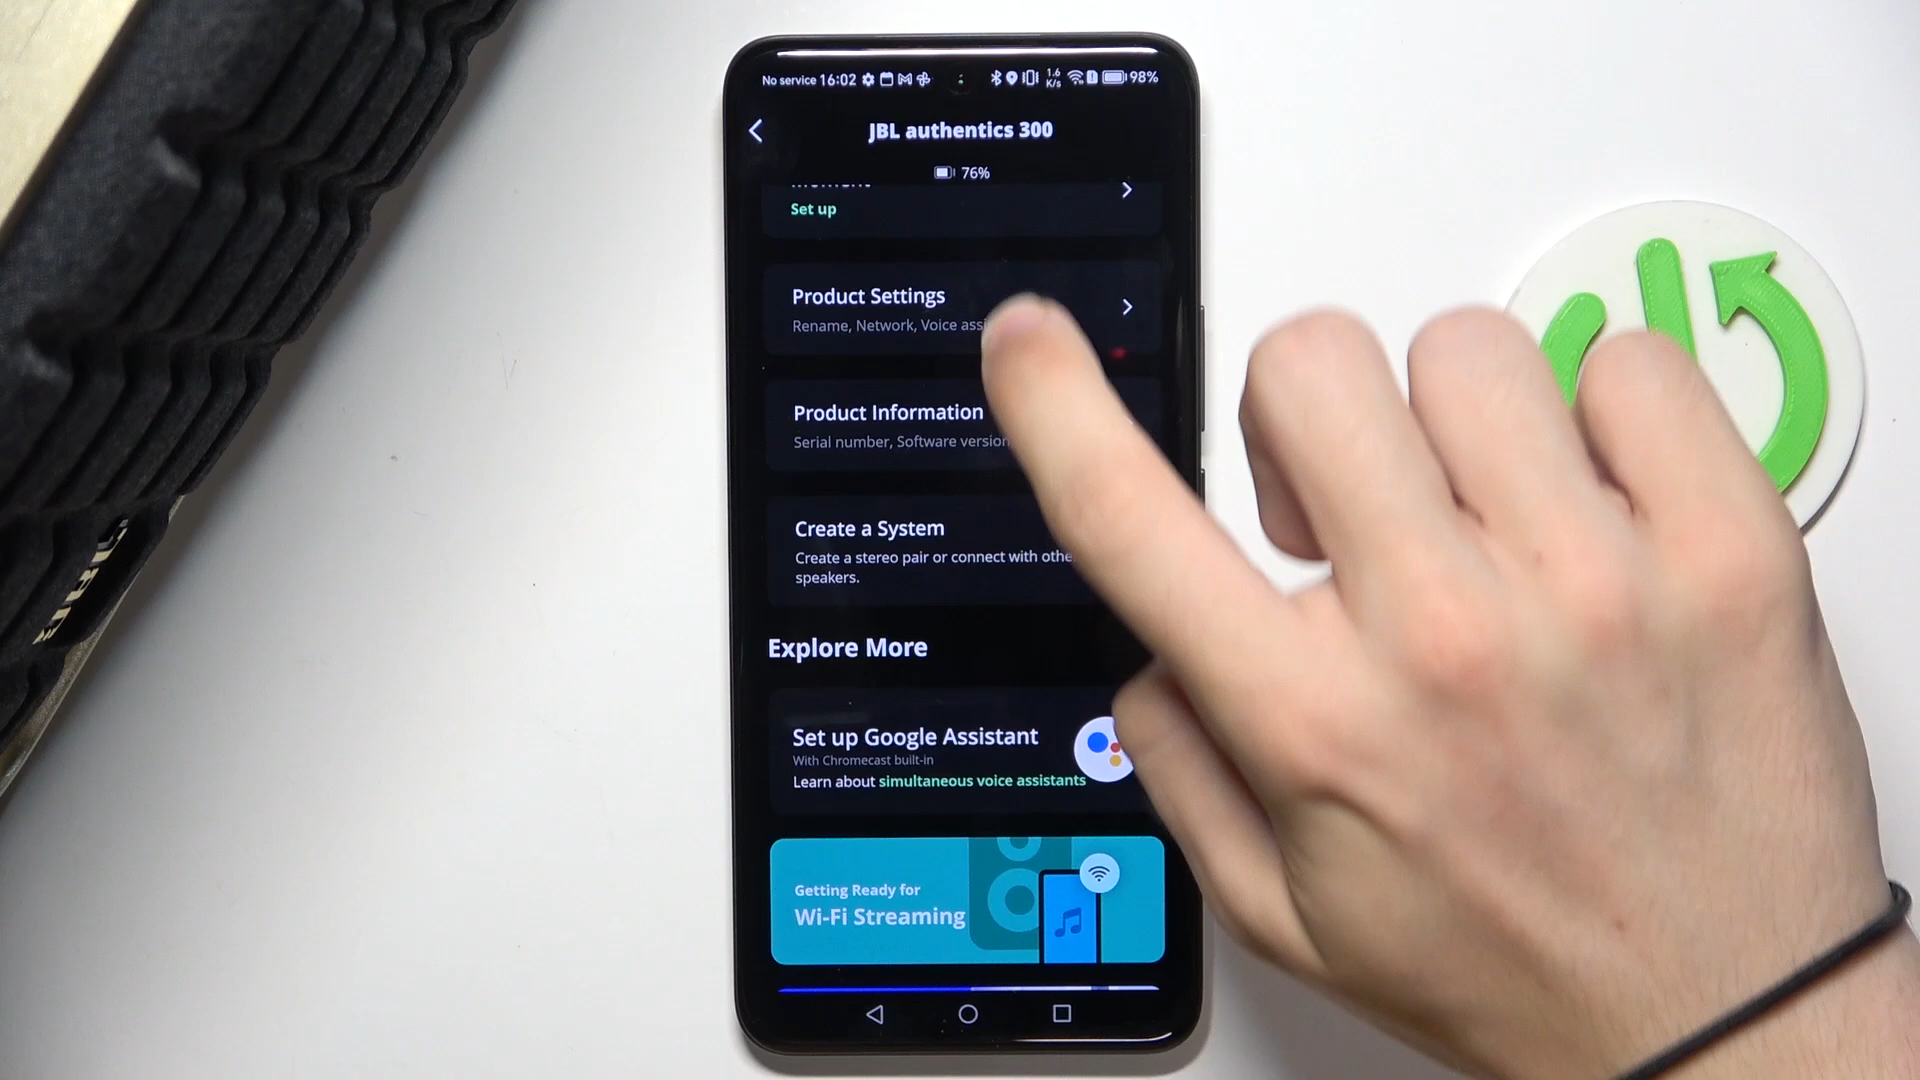 No service 16:02
1.6
K/s
98%
JBL authentics 300
76%
Set up
Product Settings
Rename, Network, Voice
Product Information
Serial number, Software version
Create a System
Create a stereo pair or connect with
speakers.
Explore More
Set up Google Assistant
With Chromecast built-in
Learn about simultaneous voice assistants
Getting Ready for
Wi-Fi Streaming